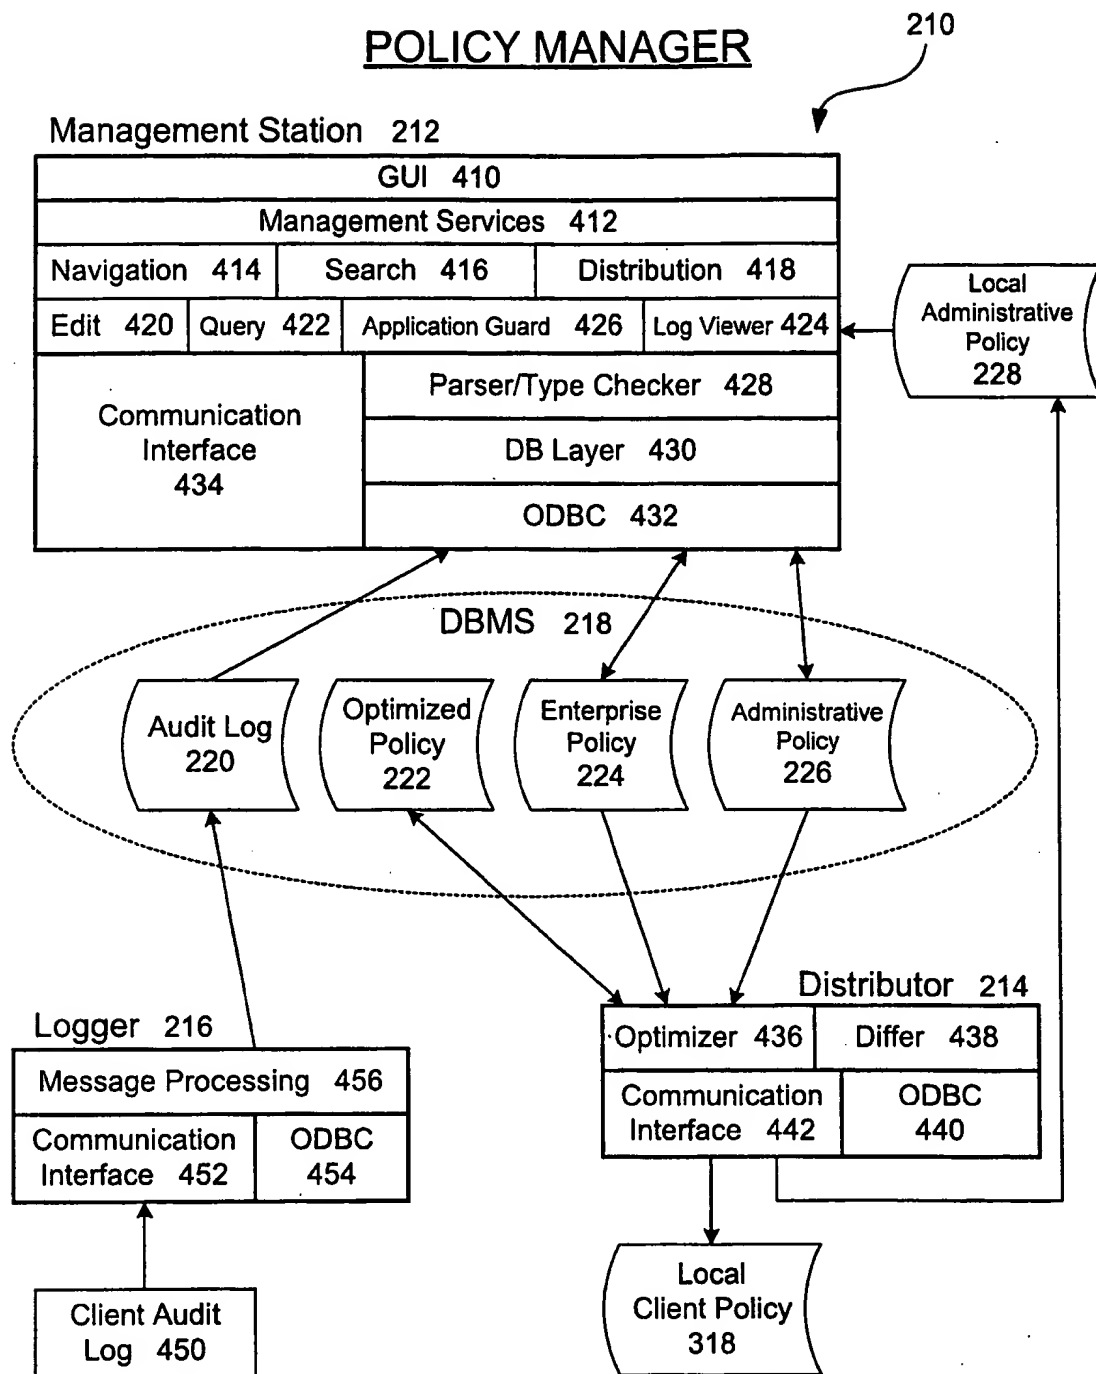 POLICY MANAGER
210
Management Station 212
GUI 410
Management Services 412
Navigation 414
Search 416
Distribution 418
Edit 420
Query 422
Application Guard 426
Log Viewer 424
Local
Administrative
Policy
228
Communication
Interface
434
Parser/Type Checker 428
DB Layer 430
ODBC 432
DBMS 218
Audit Log
220
Optimized
Policy
222
Enterprise
Policy
224
Administrative
Policy
226
Distributor 214
Optimizer 436
Differ 438
Communication
Interface 442
ODBC
440
Logger 216
Message Processing 456
Communication
Interface 452
ODBC
454
Client Audit
Log 450
Local
Client Policy
318